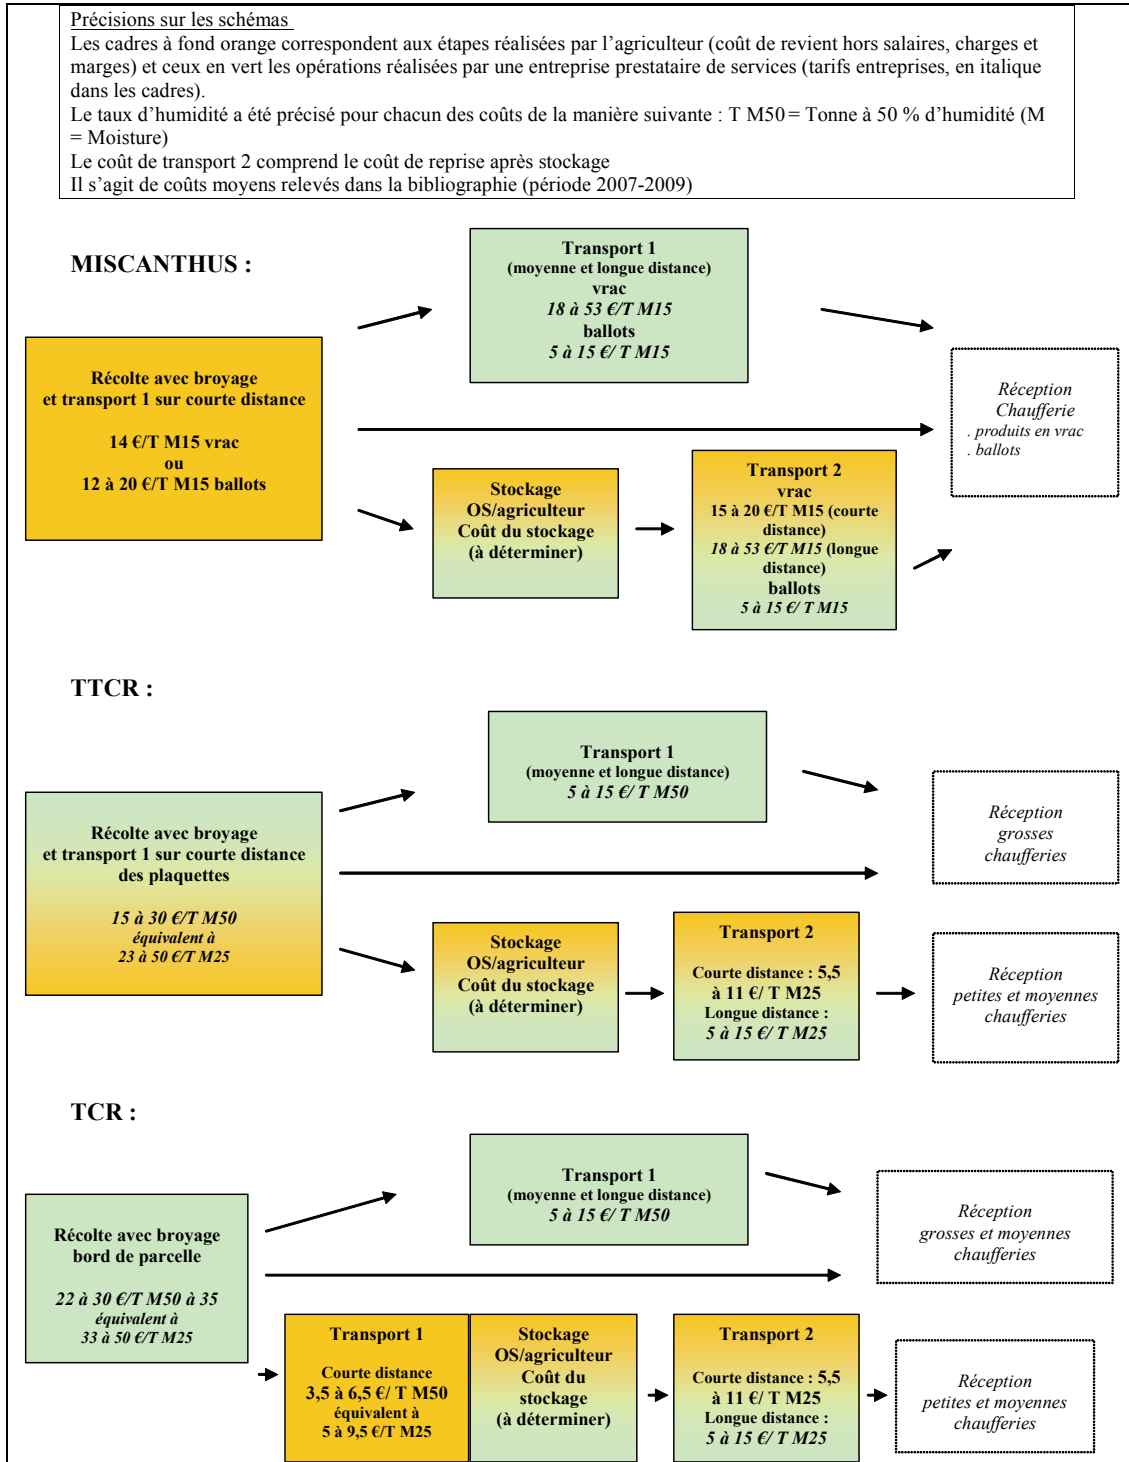 Précisions sur les schémas
Les cadres à fond orange correspondent aux étapes réalisées par l'agriculteur (coût de revient hors salaires, charges et
marges) et ceux en vert les opérations réalisées par une entreprise prestataire de services (tarifs entreprises, en italique
dans les cadres).
Le taux d'humidité a été précisé pour chacun des coûts de la manière suivante : T M50 = Tonne à 50 % d'humidité (M
= Moisture)
Le coût de transport 2 comprend le coût de reprise après stockage
Il s'agit de coûts moyens relevés dans la bibliographie (période 2007-2009)
MISCANTHUS :
Récolte avec broyage
et transport 1 sur courte distance
14 €/T M15 vrac
ou
12 à 20 €/T M15 ballots
Transport 1
(moyenne et longue distance)
vrac
18 à 53 €/T M15
ballots
5 à 15 €/ T M15
Stockage
OS/agriculteur
Coût du stockage
(à déterminer)
Transport 2
vrac
15 à 20 €/T M15 (courte
distance)
18 à 53 €/T M15 (longue
distance)
ballots
5 à 15 €/ T M15
Réception
Chaufferie
. produits en vrac
. ballots
TTCR :
Récolte avec broyage
et transport 1 sur courte distance
des plaquettes
15 à 30 €/T M50
équivalent à
23 à 50 €/T M25
Transport 1
(moyenne et longue distance)
5 à 15 €/ T M50
Réception
grosses
chaufferies
Stockage
OS/agriculteur
Coût du stockage
(à déterminer)
Transport 2
Courte distance : 5,5
à 11 €/ T M25
Longue distance :
5 à 15 €/ T M25
Réception
petites et moyennes
chaufferies
TCR :
Récolte avec broyage
bord de parcelle
22 à 30 €/T M50 à 35
équivalent à
33 à 50 €/T M25
Transport 1
(moyenne et longue distance)
5 à 15 €/ T M50
Réception
grosses et moyennes
chaufferies
Transport 1
Courte distance
3,5 à 6,5 €/ T M50
équivalent à
5 à 9,5 €/T M25
Stockage
OS/agriculteur
Coût du
stockage
(à déterminer)
Transport 2
Courte distance : 5,5
à 11 €/ T M25
Longue distance :
5 à 15 €/ T M25
Réception
petites et moyennes
chaufferies